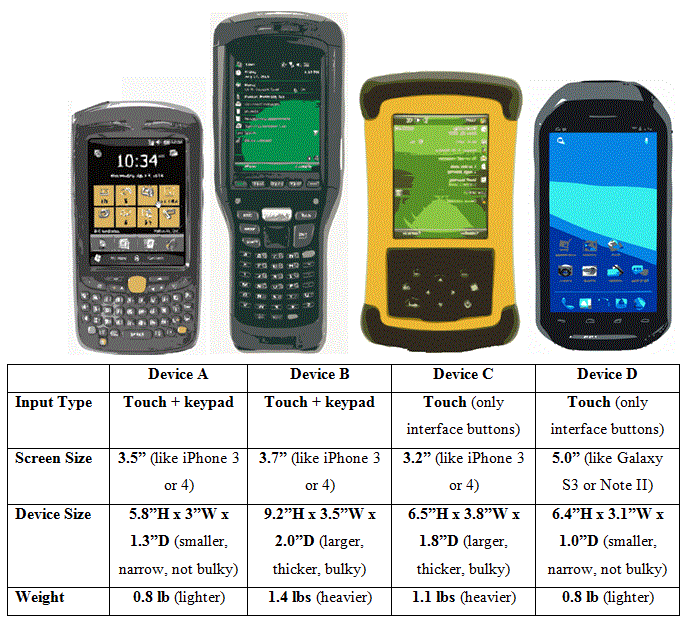 10:34
Device A Device B Device C Device D
Input Type Touch + keypad Touch + keypad Touch (only Touch (only
interface buttons) interface buttons)
Screen Size 3.5” (like iPhone 3 3.7” (like iPhone 3 3.2” (like iPhone 3 5.0” (like Galaxy
or 4) or 4) or 4) S3 or Note II)
Device Size 5.8”H x 3”W x 9.2”H x 3.5”W x 6.5”H x 3.8”W x 6.4”H x 3.1”W x
1.3”D (smaller, 2.0”D (larger, 1.8”D (larger, 1.0”D (smaller,
narrow, not bulky) thicker, bulky) thicker, bulky) narrow, not bulky)
Weight 0.8 lb (lighter) 1.4 lbs (heavier) 1.1 lbs (heavier) 0.8 lb (lighter)